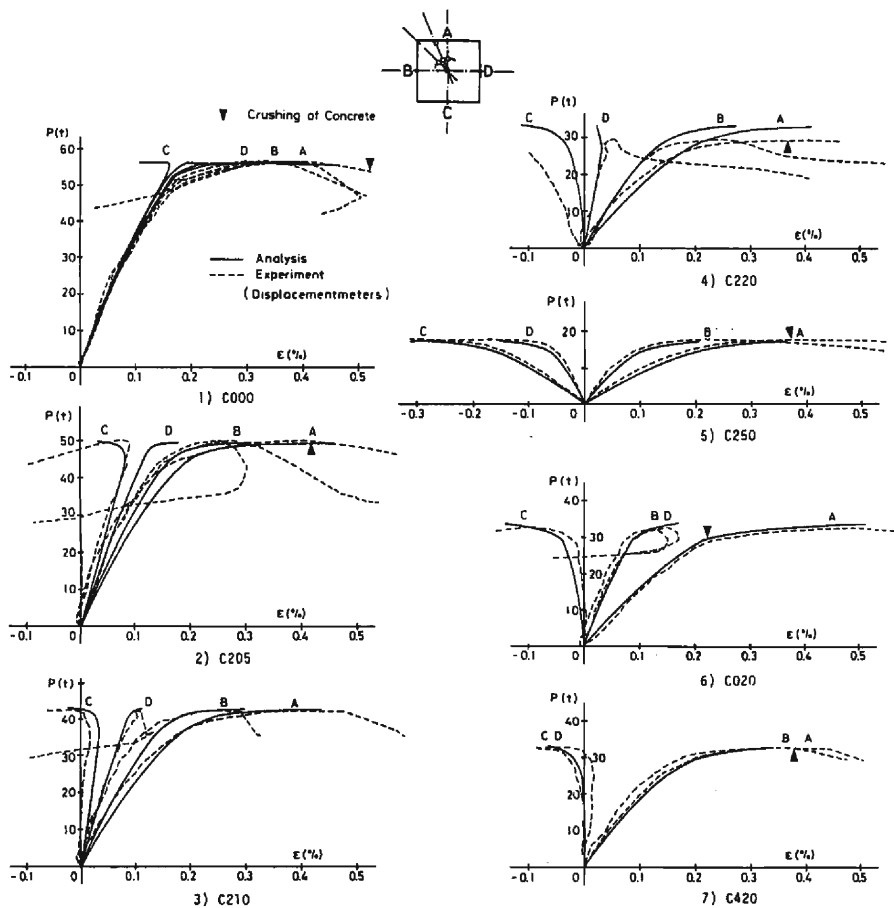 A
B
D
C
▼ Crushing of Concrete
P(t)
60
50
40
30
20
10
C
D
B
A
Analysis
Experiment
(Displacementmeters)
-0.1
0
0.1
0.2
0.3
0.4
0.5
ε(%)
1) C000
P(t)
50
40
30
20
10
C
D
B
A
-0.1
0
0.1
0.2
0.3
0.4
0.5
ε(%)
2) C205
P(t)
40
30
20
10
C
D
B
A
-0.1
0
0.1
0.2
0.3
0.4
0.5
ε(%)
3) C210
P(t)
30
20
10
C
D
B
A
-0.1
0
0.1
0.2
0.3
0.4
0.5
ε(%)
4) C220
P(t)
20
C
D
B
A
-0.3
-0.2
-0.1
0
0.1
0.2
0.3
0.4
0.5
ε(%)
5) C250
P(t)
40
30
20
10
C
B
D
A
-0.1
0
0.1
0.2
0.3
0.4
0.5
ε(%)
6) C020
P(t)
40
30
20
10
C D
B
A
-0.1
0
0.1
0.2
0.3
0.4
0.5
ε(%)
7) C420